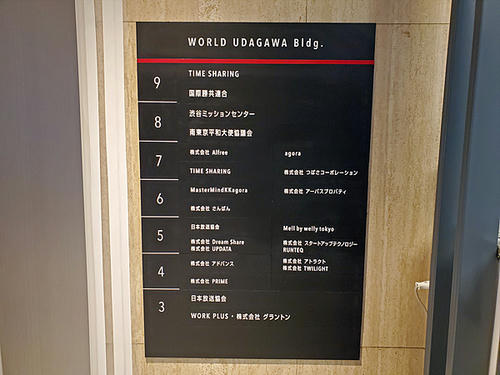 WORLD UDAGAWA Bldg.
9
TIME SHARING
国際勝共連合
8
渋谷ミッションセンター
南東京平和大使協議会
7
株式会社 Alfree
agora
TIME SHARING
株式会社 つばさコーポレーション
6
MasterMindKKagora
株式会社 アーバスプロパティ
株式会社 さんぱん
5
日本放送協会
Mell by welly tokyo
株式会社 Dream Share
株式会社 スタートアップテクノロジー
株式会社 UPDATA
RUNTEQ
4
株式会社 アドバンス
株式会社 アトラクト
株式会社 TWILIGHT
株式会社 PRIME
3
日本放送協会
WORK PLUS・株式会社 グラントン